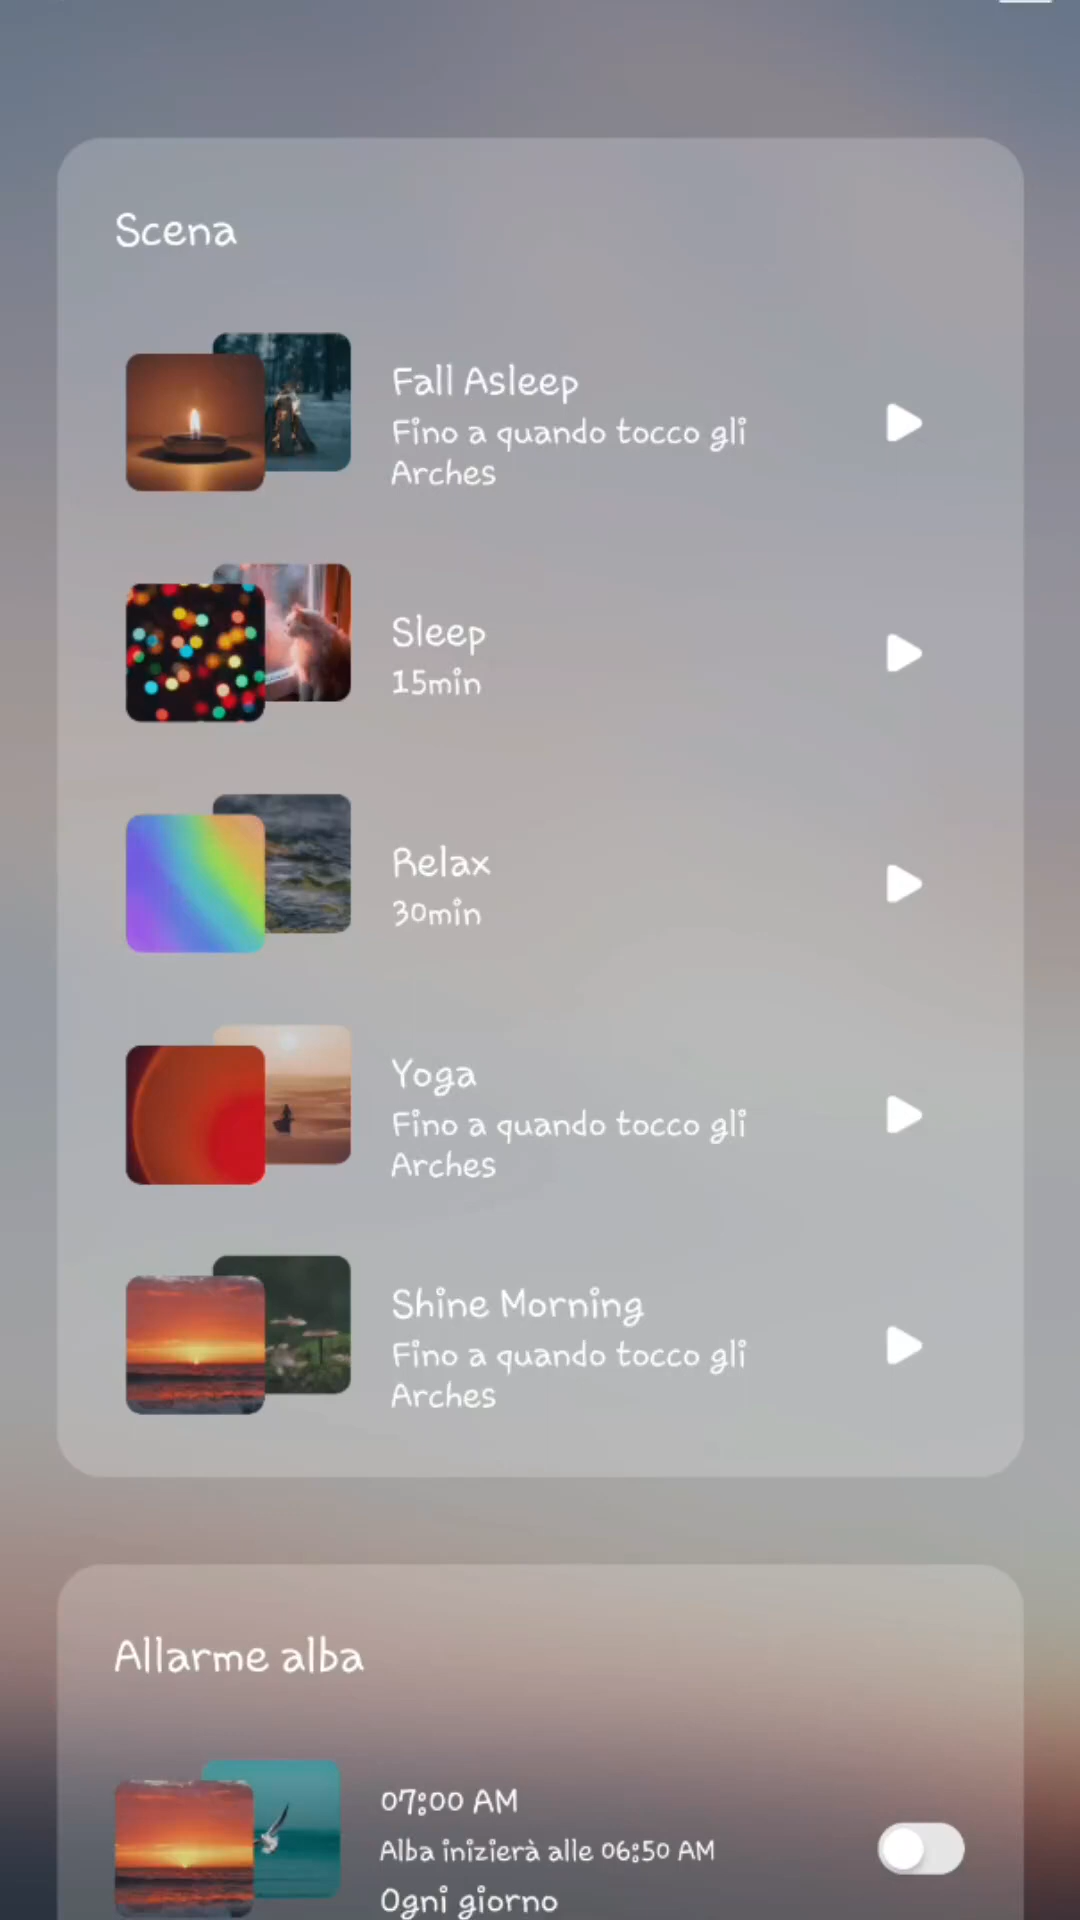 Scena
Fall Asleep
Fino a quando tocco gli
Arches
Sleep
15min
Relax
30min
Yoga
Fino a quando tocco gli
Arches
Shine Morning
Fino a quando tocco gli
Arches
Allarme alba
07:00 AM
Alba inizierà alle 06:50 AM
Ogni giorno